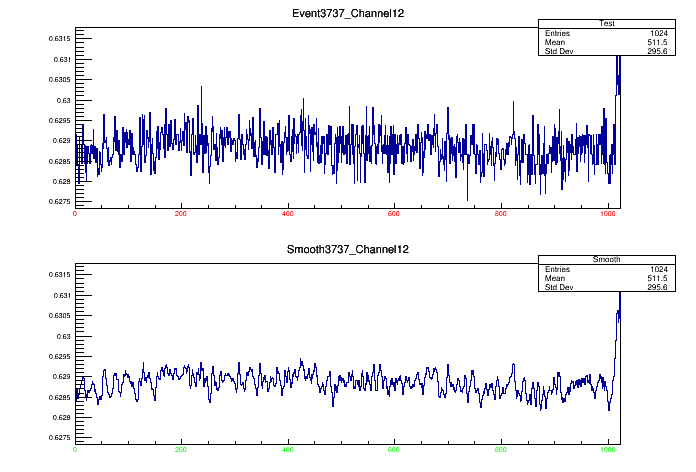 Event3737_Channel12
Test
Entries 1024
Mean 511.5
Std Dev 295.6
0.6315
0.631
0.6305
0.63
0.6295
0.629
0.6285
0.628
0.6275
0 200 400 600 800 1000
Smooth3737_Channel12
Smooth
Entries 1024
Mean 511.5
Std Dev 295.6
0.6315
0.631
0.6305
0.63
0.6295
0.629
0.6285
0.628
0.6275
0 200 400 600 800 1000